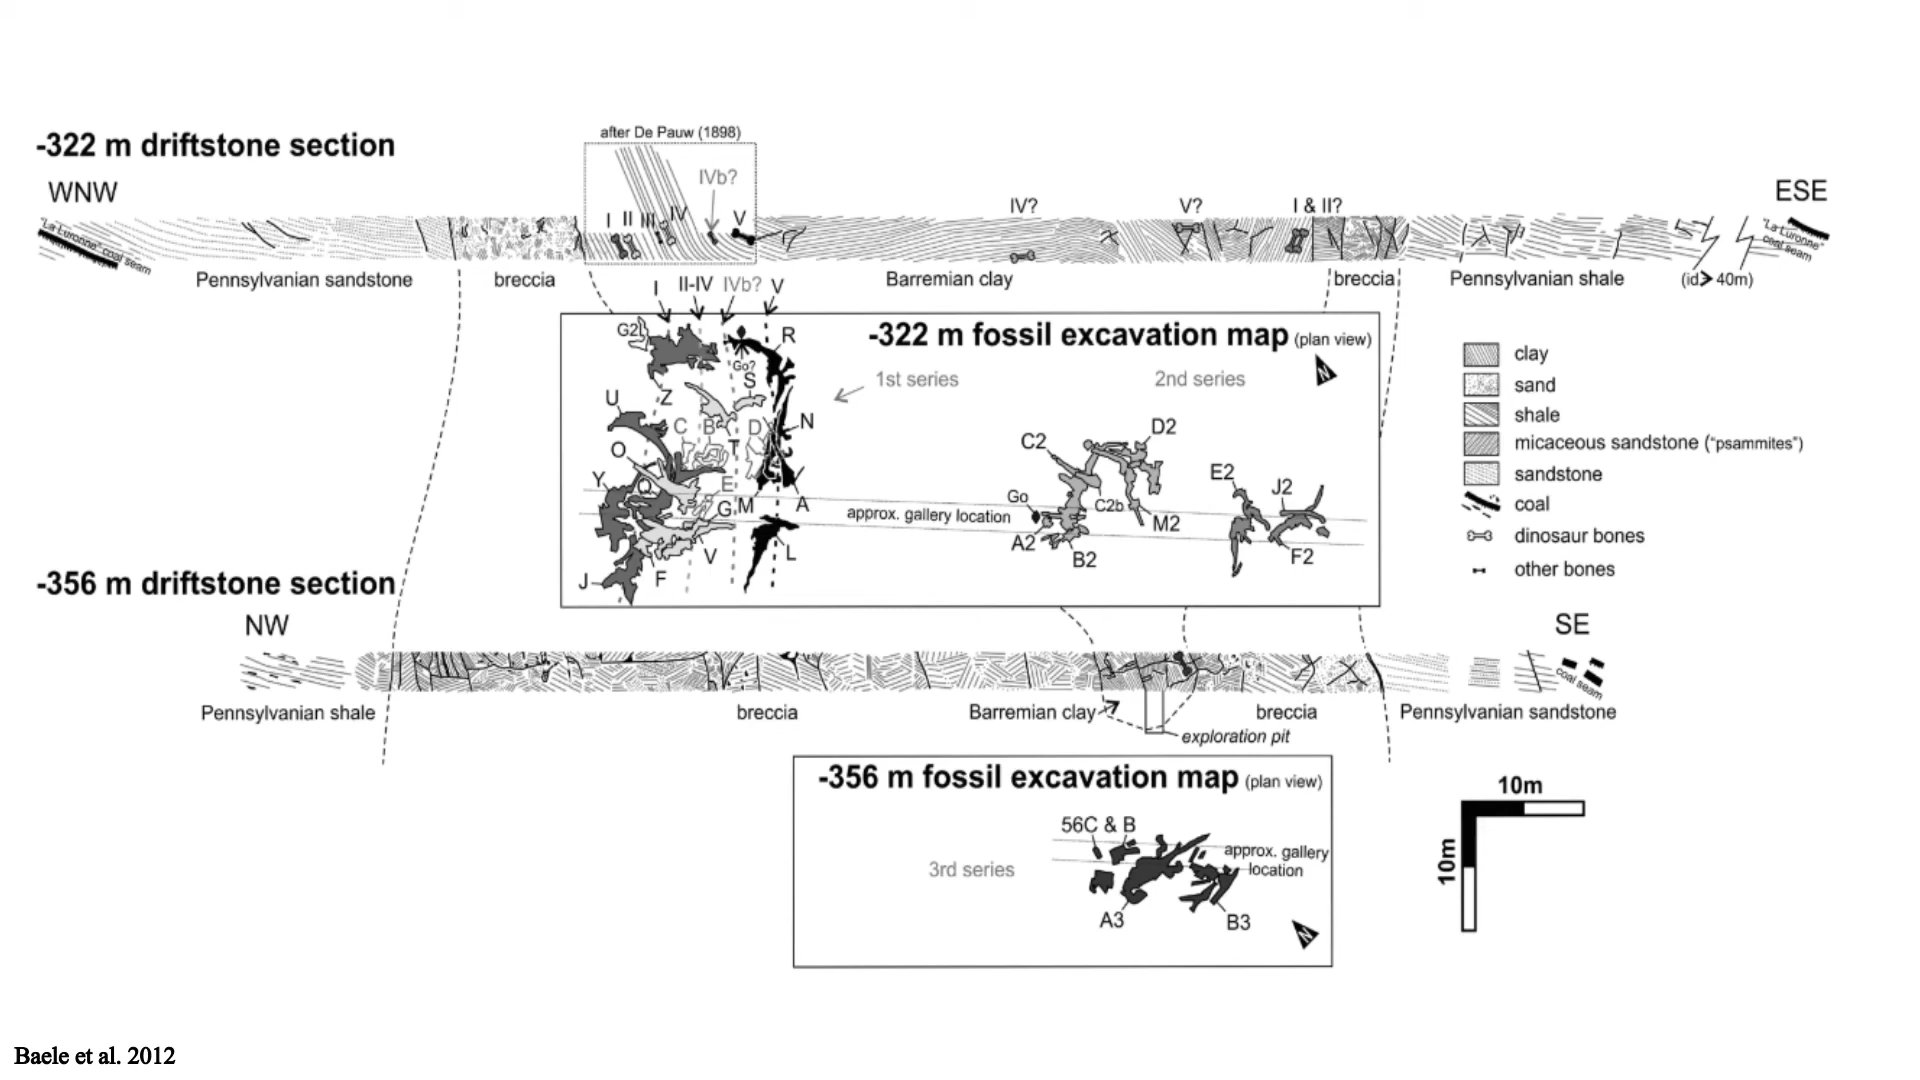 after De Pauw (1898)
-322 m driftstone section
WNW
ESE
IVb?
I II III IV V
IV?
V?
I & II?
"La Luronne" coal seam
"La Luronne" coal seam
Pennsylvanian sandstone
breccia
Barremian clay
breccia
Pennsylvanian shale
(id > 40m)
I II-IV IVb? V
-322 m fossil excavation map (plan view)
N
1st series
2nd series
G2
R
Go?
S
Z
U
C
B
D
N
T
O
Y
Q
E
G
M
A
V
L
J
F
approx. gallery location
C2
D2
Go
C2b
A2
B2
M2
E2
J2
F2
clay
sand
shale
micaceous sandstone ("psammites")
sandstone
coal
dinosaur bones
other bones
-356 m driftstone section
NW
SE
coal seam
Pennsylvanian shale
breccia
Barremian clay
breccia
Pennsylvanian sandstone
exploration pit
-356 m fossil excavation map (plan view)
56C & B
approx. gallery
location
3rd series
A3
B3
N
10m
10m
Baele et al. 2012